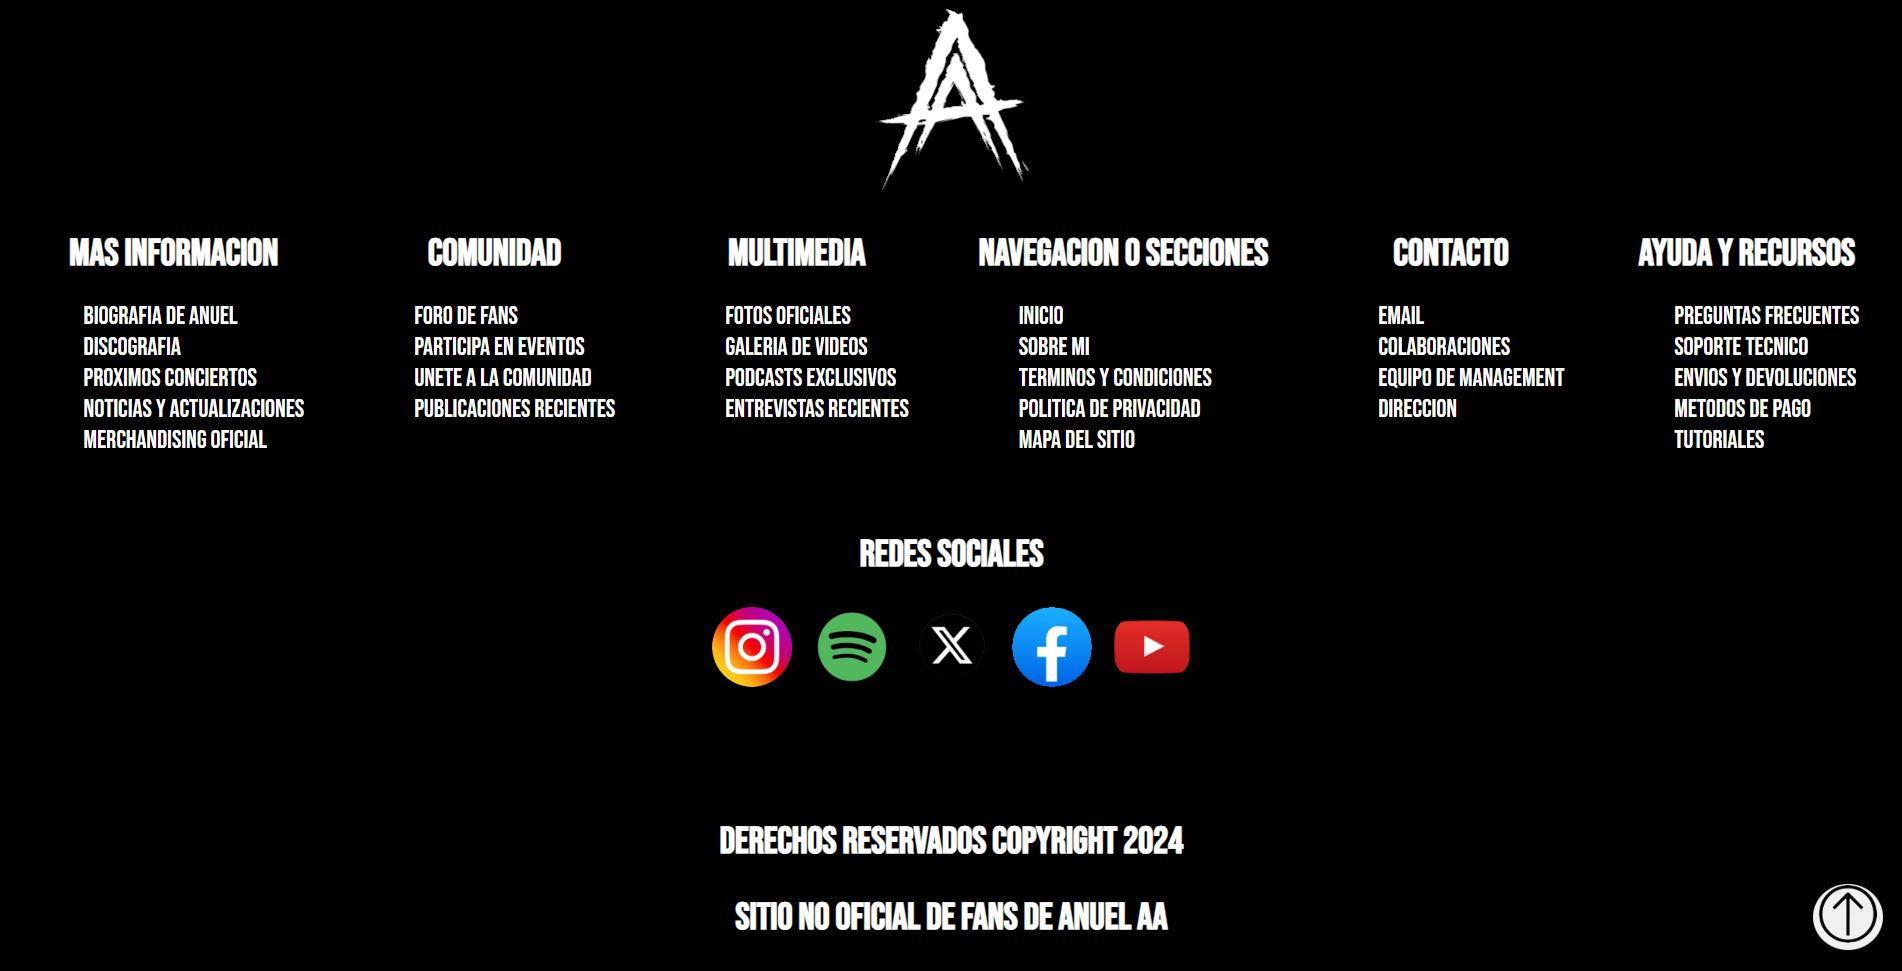 MAS INFORMACION
BIOGRAFIA DE ANUEL
DISCOGRAFIA
PROXIMOS CONCIERTOS
NOTICIAS Y ACTUALIZACIONES
MERCHANDISING OFICIAL
COMUNIDAD
FORO DE FANS
PARTICIPA EN EVENTOS
UNETE A LA COMUNIDAD
PUBLICACIONES RECIENTES
MULTIMEDIA
FOTOS OFICIALES
GALERIA DE VIDEOS
PODCASTS EXCLUSIVOS
ENTREVISTAS RECIENTES
NAVEGACION O SECCIONES
INICIO
SOBRE MI
TERMINOS Y CONDICIONES
POLITICA DE PRIVACIDAD
MAPA DEL SITIO
CONTACTO
EMAIL
COLABORACIONES
EQUIPO DE MANAGEMENT
DIRECCION
AYUDA Y RECURSOS
PREGUNTAS FRECUENTES
SOPORTE TECNICO
ENVIOS Y DEVOLUCIONES
METODOS DE PAGO
TUTORIALES
REDES SOCIALES
DERECHOS RESERVADOS COPYRIGHT 2024
SITIO NO OFICIAL DE FANS DE ANUEL AA